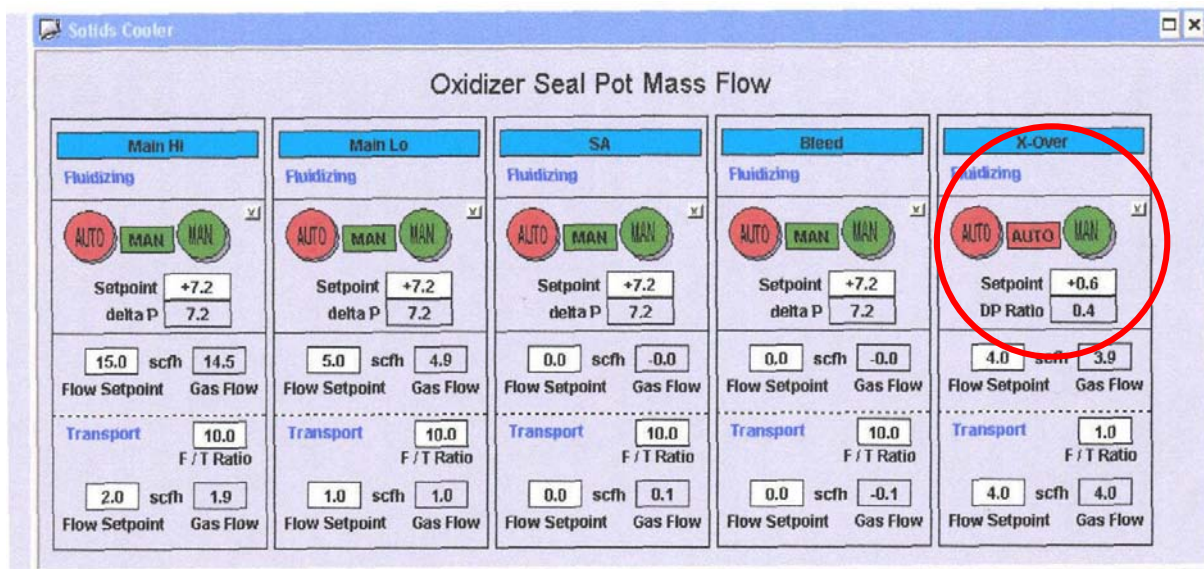 Solids Cooler
Oxidizer Seal Pot Mass Flow
Main Hi
Fluidizing
AUTO MAN MAN
Setpoint +7.2
delta P 7.2
15.0 scfh 14.5
Flow Setpoint Gas Flow
Transport 10.0
F / T Ratio
2.0 scfh 1.9
Flow Setpoint Gas Flow
Main Lo
Fluidizing
AUTO MAN MAN
Setpoint +7.2
delta P 7.2
5.0 scfh 4.9
Flow Setpoint Gas Flow
Transport 10.0
F / T Ratio
1.0 scfh 1.0
Flow Setpoint Gas Flow
SA
Fluidizing
AUTO MAN MAN
Setpoint +7.2
delta P 7.2
0.0 scfh -0.0
Flow Setpoint Gas Flow
Transport 10.0
F / T Ratio
0.0 scfh 0.1
Flow Setpoint Gas Flow
Bleed
Fluidizing
AUTO MAN MAN
Setpoint +7.2
delta P 7.2
0.0 scfh -0.0
Flow Setpoint Gas Flow
Transport 10.0
F / T Ratio
0.0 scfh -0.1
Flow Setpoint Gas Flow
X-Over
Fluidizing
AUTO AUTO MAN
Setpoint +0.6
DP Ratio 0.4
4.0 scfh 3.9
Flow Setpoint Gas Flow
Transport 1.0
F / T Ratio
4.0 scfh 4.0
Flow Setpoint Gas Flow